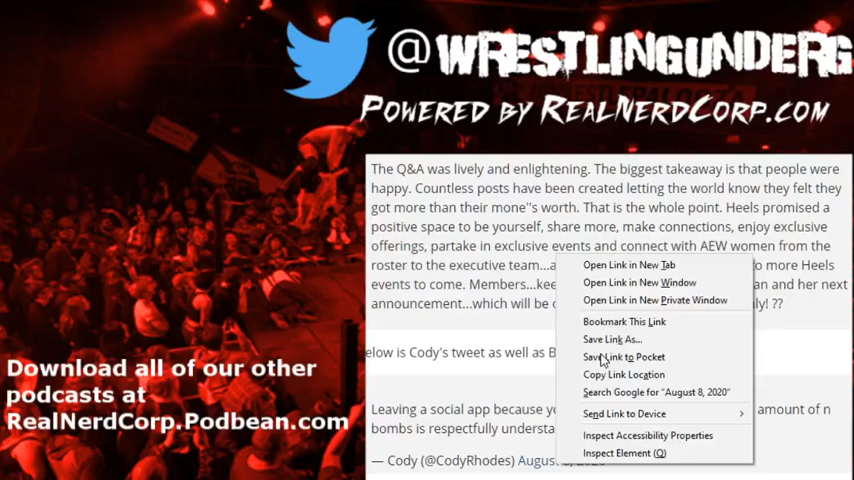 @WRESTLINGUNDERG
POWERED BY REALNERDCORP.COM
The Q&A was lively and enlightening. The biggest takeaway is that people were
happy. Countless posts have been created letting the world know they felt they
got more than their mone"s worth. That is the whole point. Heels promised a
positive space to be yourself, share more, make connections, enjoy exclusive
offerings, partake in exclusive events and connect with AEW women from the
roster to the executive team...a o more Heels
events to come. Members...kee an and her next
announcement...which will be ly! ??
Open Link in New Tab
Open Link in New Window
Open Link in New Private Window
Bookmark This Link
Save Link As...
Save Link to Pocket
Copy Link Location
Search Google for "August 8, 2020"
Send Link to Device
Inspect Accessibility Properties
Inspect Element (Q)
elow is Cody's tweet as well as B
Leaving a social app because yo amount of n
bombs is respectfully understa
— Cody (@CodyRhodes) August
Download all of our other
podcasts at
RealNerdCorp.Podbean.com